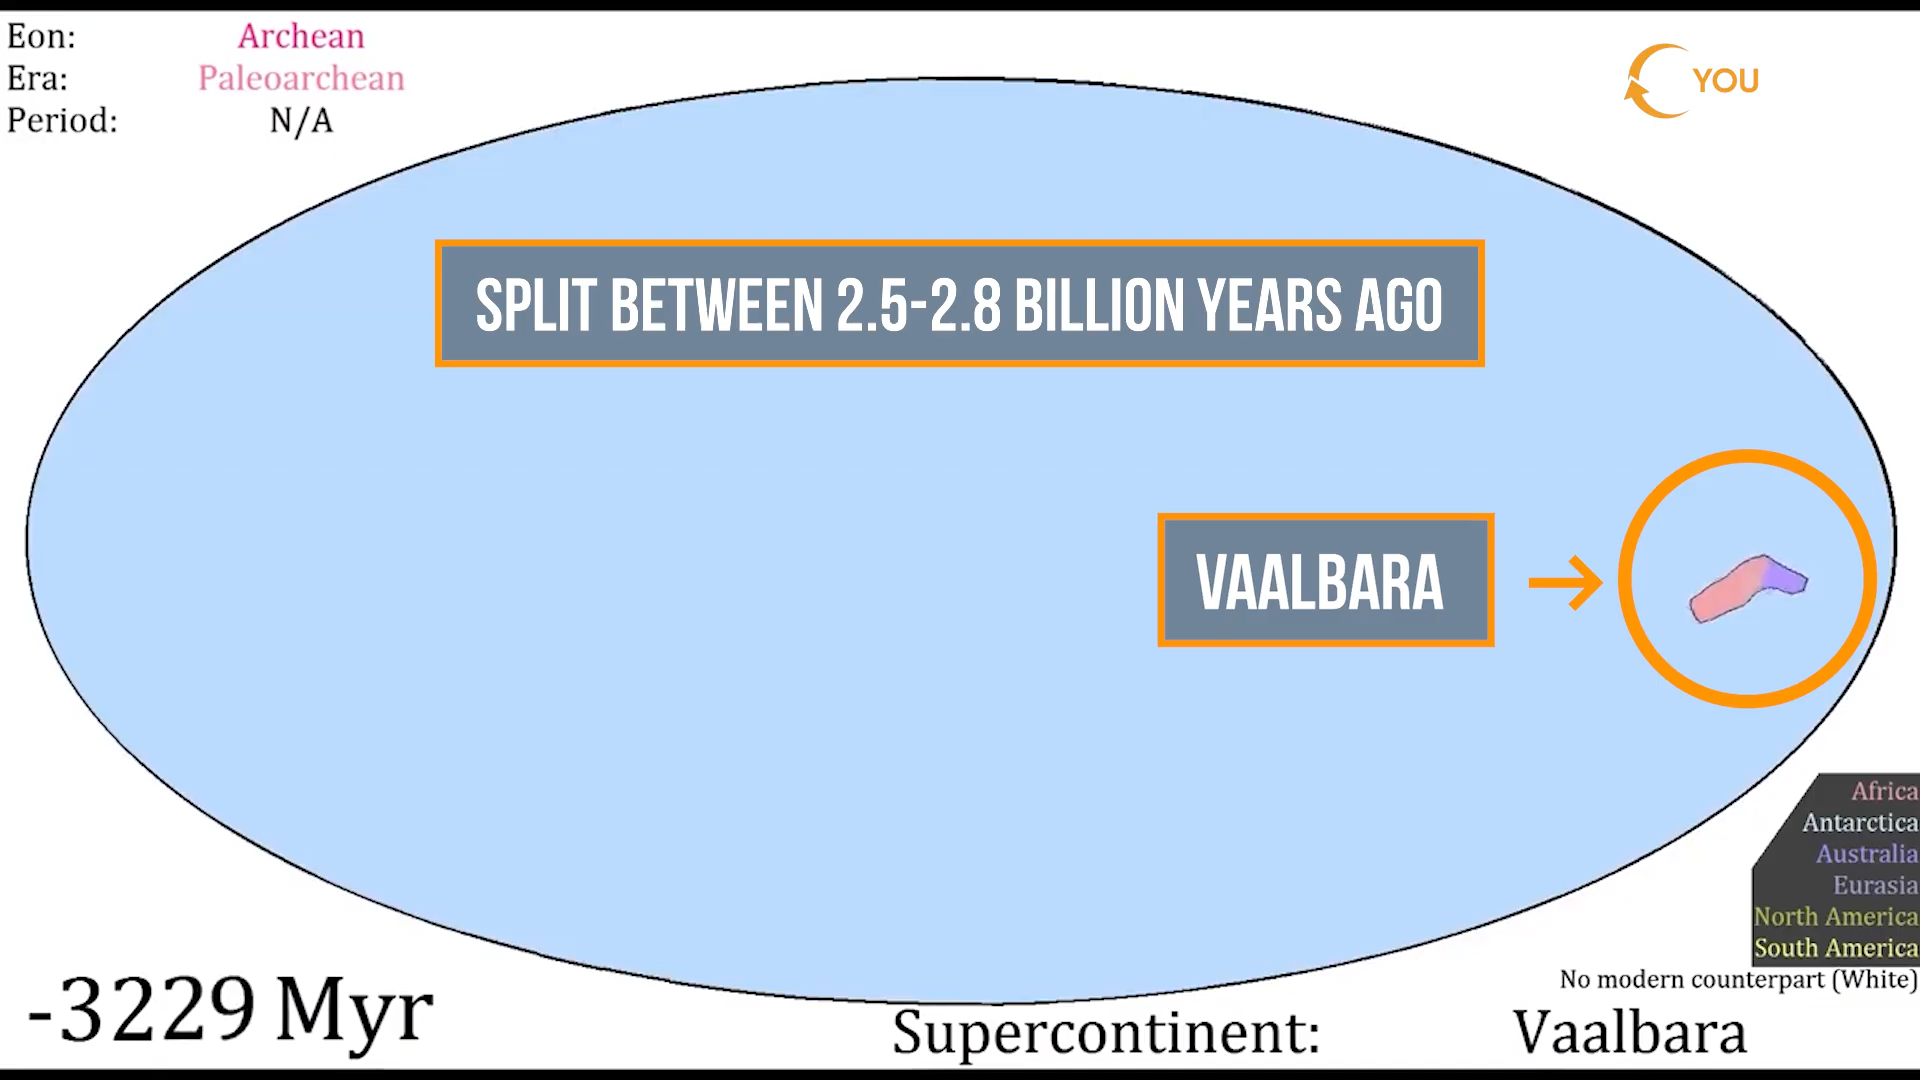 Eon: Archean
Era: Paleoarchean
Period: N/A
YOU
SPLIT BETWEEN 2.5-2.8 BILLION YEARS AGO
VAALBARA
Africa
Antarctica
Australia
Eurasia
North America
South America
No modern counterpart (White)
-3229 Myr
Supercontinent: Vaalbara